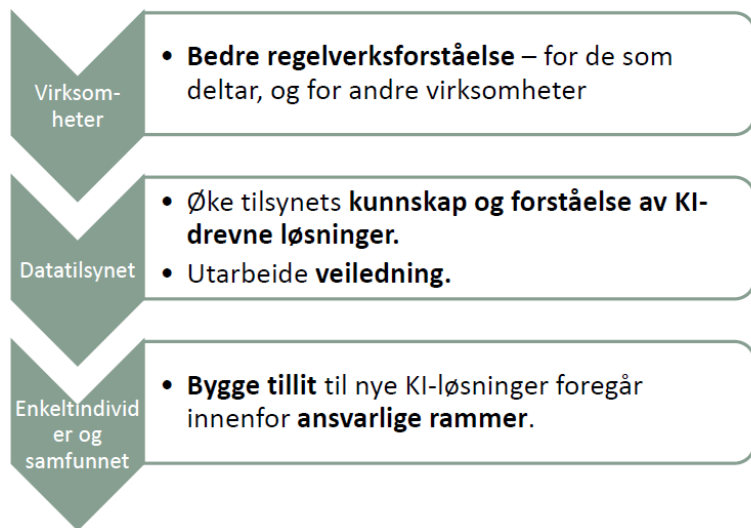 Virksom-
heter
• Bedre regelverksforståelse – for de som
deltar, og for andre virksomheter
Datatilsynet
• Øke tilsynets kunnskap og forståelse av KI-
drevne løsninger.
• Utarbeide veiledning.
Enkeltindivid
er og
samfunnet
• Bygge tillit til nye KI-løsninger foregår
innenfor ansvarlige rammer.